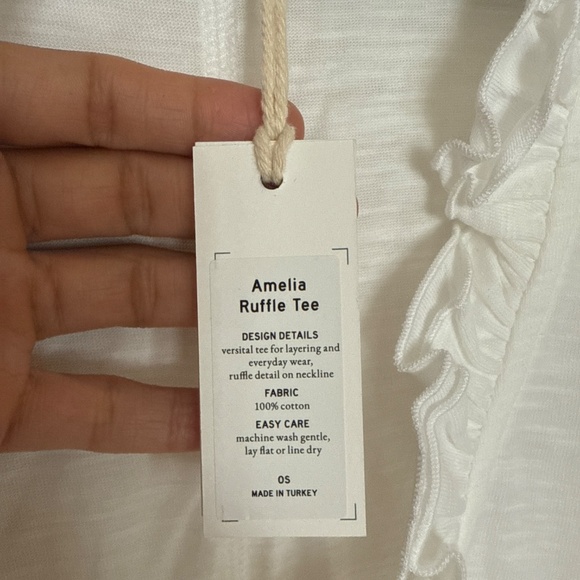 Amelia
Ruffle Tee
DESIGN DETAILS
versital tee for layering and
everyday wear,
ruffle detail on neckline
FABRIC
100% cotton
EASY CARE
machine wash gentle,
lay flat or line dry
OS
MADE IN TURKEY